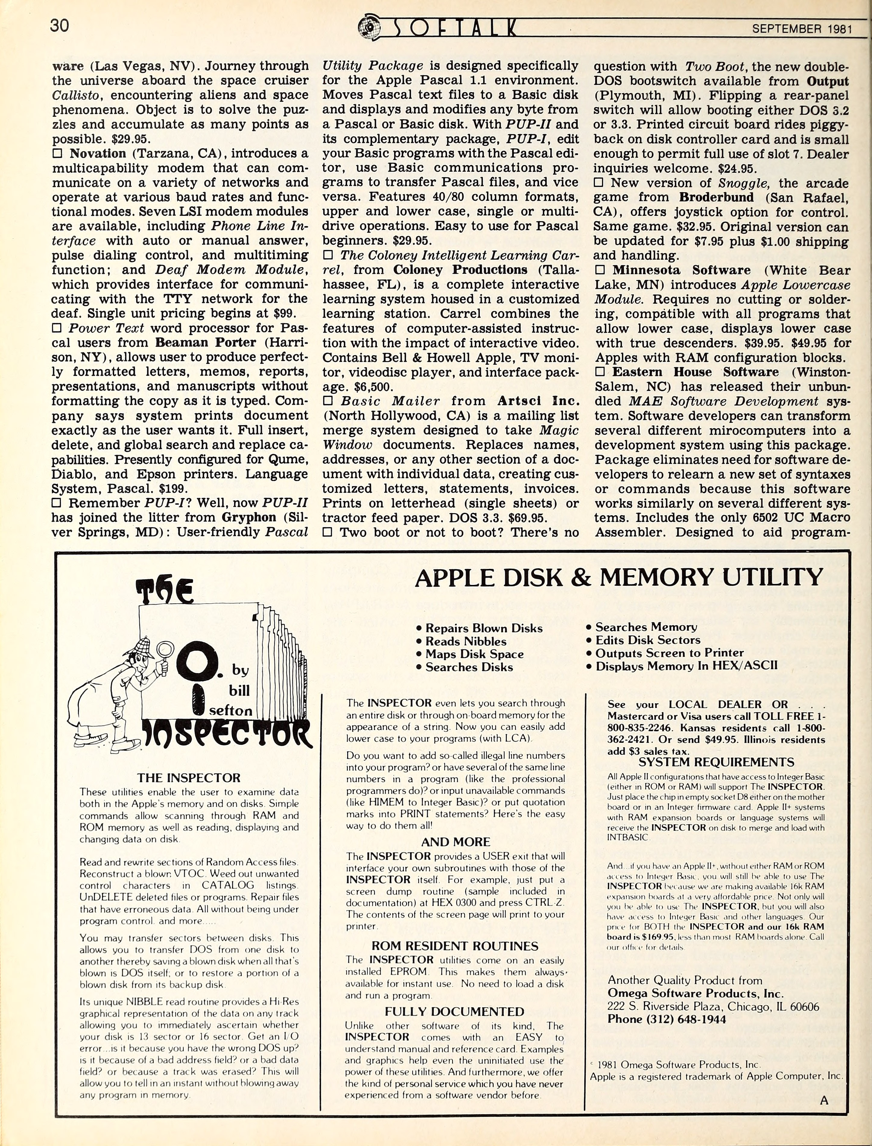 30
SOFTALK
SEPTEMBER 1981
ware (Las Vegas, NV). Journey through
the universe aboard the space cruiser
Callisto, encountering aliens and space
phenomena. Object is to solve the puz-
zles and accumulate as many points as
possible. $29.95.
□ Novation (Tarzana, CA), introduces a
multicapability modem that can com-
municate on a variety of networks and
operate at various baud rates and func-
tional modes. Seven LSI modem modules
are available, including Phone Line In-
terface with auto or manual answer,
pulse dialing control, and multitiming
function; and Deaf Modem Module,
which provides interface for communi-
cating with the TTY network for the
deaf. Single unit pricing begins at $99.
□ Power Text word processor for Pas-
cal users from Beaman Porter (Harri-
son, NY), allows user to produce perfect-
ly formatted letters, memos, reports,
presentations, and manuscripts without
formatting the copy as it is typed. Com-
pany says system prints document
exactly as the user wants it. Full insert,
delete, and global search and replace ca-
pabilities. Presently configured for Qume,
Diablo, and Epson printers. Language
System, Pascal. $199.
□ Remember PUP-I? Well, now PUP-II
has joined the litter from Gryphon (Sil-
ver Springs, MD): User-friendly Pascal
Utility Package is designed specifically
for the Apple Pascal 1.1 environment.
Moves Pascal text files to a Basic disk
and displays and modifies any byte from
a Pascal or Basic disk. With PUP-II and
its complementary package, PUP-I, edit
your Basic programs with the Pascal edi-
tor, use Basic communications pro-
grams to transfer Pascal files, and vice
versa. Features 40/80 column formats,
upper and lower case, single or multi-
drive operations. Easy to use for Pascal
beginners. $29.95.
□ The Coloney Intelligent Learning Car-
rel, from Coloney Productions (Talla-
hassee, FL), is a complete interactive
learning system housed in a customized
learning station. Carrel combines the
features of computer-assisted instruc-
tion with the impact of interactive video.
Contains Bell & Howell Apple, TV moni-
tor, videodisc player, and interface pack-
age. $6,500.
□ Basic Mailer from Artsci Inc.
(North Hollywood, CA) is a mailing list
merge system designed to take Magic
Window documents. Replaces names,
addresses, or any other section of a doc-
ument with individual data, creating cus-
tomized letters, statements, invoices.
Prints on letterhead (single sheets) or
tractor feed paper. DOS 3.3. $69.95.
□ Two boot or not to boot? There's no
question with Two Boot, the new double-
DOS bootswitch available from Output
(Plymouth, MI). Flipping a rear-panel
switch will allow booting either DOS 3.2
or 3.3. Printed circuit board rides piggy-
back on disk controller card and is small
enough to permit full use of slot 7. Dealer
inquiries welcome. $24.95.
□ New version of Snoggle, the arcade
game from Broderbund (San Rafael,
CA), offers joystick option for control.
Same game. $32.95. Original version can
be updated for $7.95 plus $1.00 shipping
and handling.
□ Minnesota Software (White Bear
Lake, MN) introduces Apple Lowercase
Module. Requires no cutting or solder-
ing, compatible with all programs that
allow lower case, displays lower case
with true descenders. $39.95. $49.95 for
Apples with RAM configuration blocks.
□ Eastern House Software (Winston-
Salem, NC) has released their unbun-
dled MAE Software Development sys-
tem. Software developers can transform
several different mirocomputers into a
development system using this package.
Package eliminates need for software de-
velopers to relearn a new set of syntaxes
or commands because this software
works similarly on several different sys-
tems. Includes the only 6502 UC Macro
Assembler. Designed to aid program-
THE
INSPECTOR
by
bill
sefton
APPLE DISK & MEMORY UTILITY
• Repairs Blown Disks
• Reads Nibbles
• Maps Disk Space
• Searches Disks
• Searches Memory
• Edits Disk Sectors
• Outputs Screen to Printer
• Displays Memory In HEX/ASCII
THE INSPECTOR
These utilities enable the user to examine data
both in the Apple's memory and on disks. Simple
commands allow scanning through RAM and
ROM memory as well as reading, displaying and
changing data on disk.
Read and rewrite sections of Random Access files.
Reconstruct a blown VTOC. Weed out unwanted
control characters in CATALOG listings.
UnDELETE deleted files or programs. Repair files
that have erroneous data. All without being under
program control. and more.....
You may transfer sectors between disks. This
allows you to transfer DOS from one disk to
another thereby saving a blown disk when all that's
blown is DOS itself; or to restore a portion of a
blown disk from its backup disk.
Its unique NIBBLE read routine provides a Hi-Res
graphical representation of the data on any track
allowing you to immediately ascertain whether
your disk is 13 sector or 16 sector. Get an I/O
error...is it because you have the wrong DOS up?
is it because of a bad address field? or a bad data
field? or because a track was erased? This will
allow you to tell in an instant without blowing away
any program in memory.
The INSPECTOR even lets you search through
an entire disk or through on-board memory for the
appearance of a string. Now you can easily add
lower case to your programs (with LCA).
Do you want to add so-called illegal line numbers
into your program? or have several of the same line
numbers in a program (like the professional
programmers do)? or input unavailable commands
(like HIMEM to Integer Basic)? or put quotation
marks into PRINT statements? Here's the easy
way to do them all!
AND MORE
The INSPECTOR provides a USER exit that will
interface your own subroutines with those of the
INSPECTOR itself. For example, just put a
screen dump routine (sample included in
documentation) at HEX 0300 and press CTRL-Z.
The contents of the screen page will print to your
printer.
ROM RESIDENT ROUTINES
The INSPECTOR utilities come on an easily
installed EPROM. This makes them always
available for instant use. No need to load a disk
and run a program.
FULLY DOCUMENTED
Unlike other software of its kind, The
INSPECTOR comes with an EASY to
understand manual and reference card. Examples
and graphics help even the uninitiated use the
power of these utilities. And furthermore, we offer
the kind of personal service which you have never
experienced from a software vendor before.
See your LOCAL DEALER OR . . .
Mastercard or Visa users call TOLL FREE 1-
800-835-2246. Kansas residents call 1-800-
362-2421. Or send $49.95. Illinois residents
add $3 sales tax.
SYSTEM REQUIREMENTS
All Apple II configurations that have access to Integer Basic
(either in ROM or RAM) will support The INSPECTOR.
Just place the chip in empty socket D8 either on the mother
board or in an Integer firmware card. Apple II+ systems
with RAM expansion boards or language systems will
receive the INSPECTOR on disk to merge and load with
INTBASIC
And...if you have an Apple II+, without either RAM or ROM
access to Integer Basic, you will still be able to use The
INSPECTOR because we are making available 16k RAM
expansion boards at a very affordable price. Not only will
you be able to use The INSPECTOR, but you will also
have access to Integer Basic and other languages. Our
price for BOTH the INSPECTOR and our 16k RAM
board is $169.95, less than most RAM boards alone. Call
our office for details.
Another Quality Product from
Omega Software Products, Inc.
222 S. Riverside Plaza, Chicago, IL 60606
Phone (312) 648-1944
1981 Omega Software Products, Inc.
Apple is a registered trademark of Apple Computer, Inc.
A